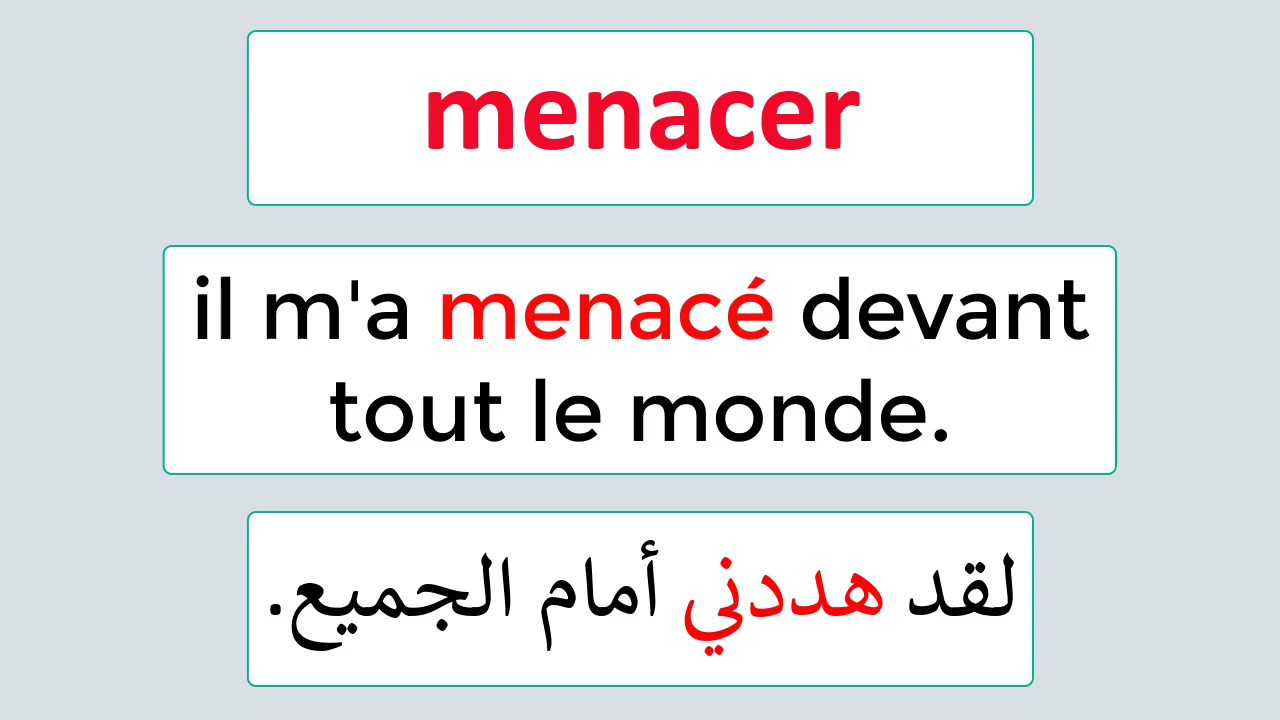 menacer
il m'a menacé devant
tout le monde.
لقد هددني أمام الجميع.